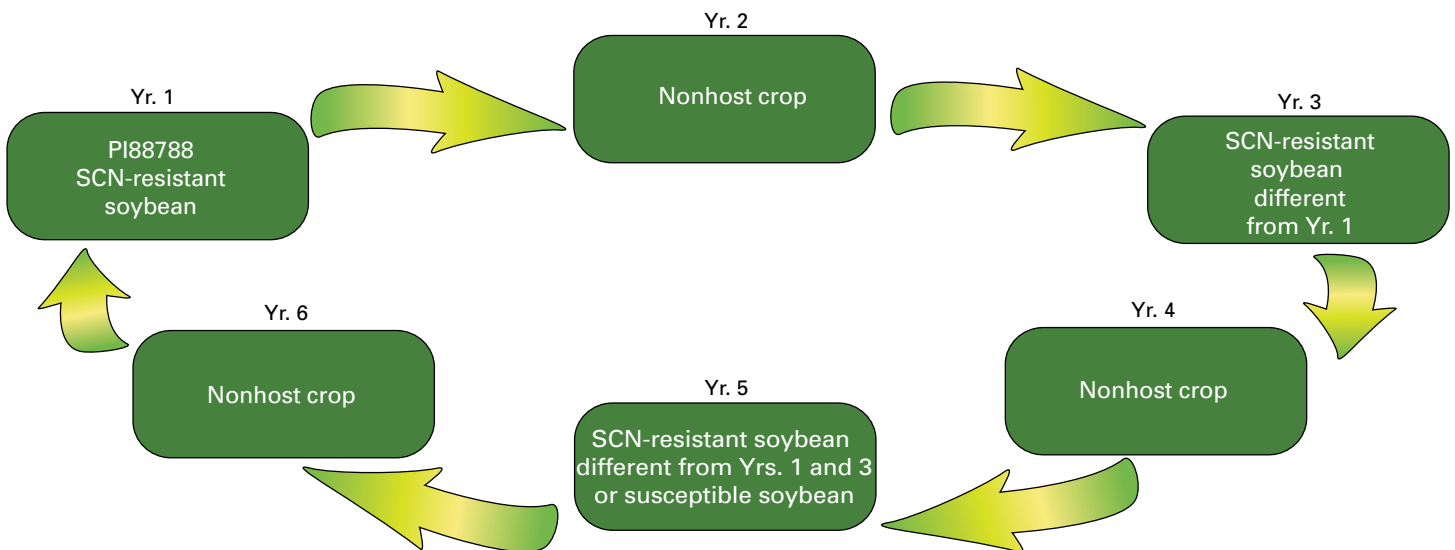 Yr. 1
PI88788
SCN-resistant
soybean
Yr. 2
Nonhost crop
Yr. 3
SCN-resistant
soybean
different
from Yr. 1
Yr. 4
Nonhost crop
Yr. 5
SCN-resistant soybean
different from Yrs. 1 and 3
or susceptible soybean
Yr. 6
Nonhost crop